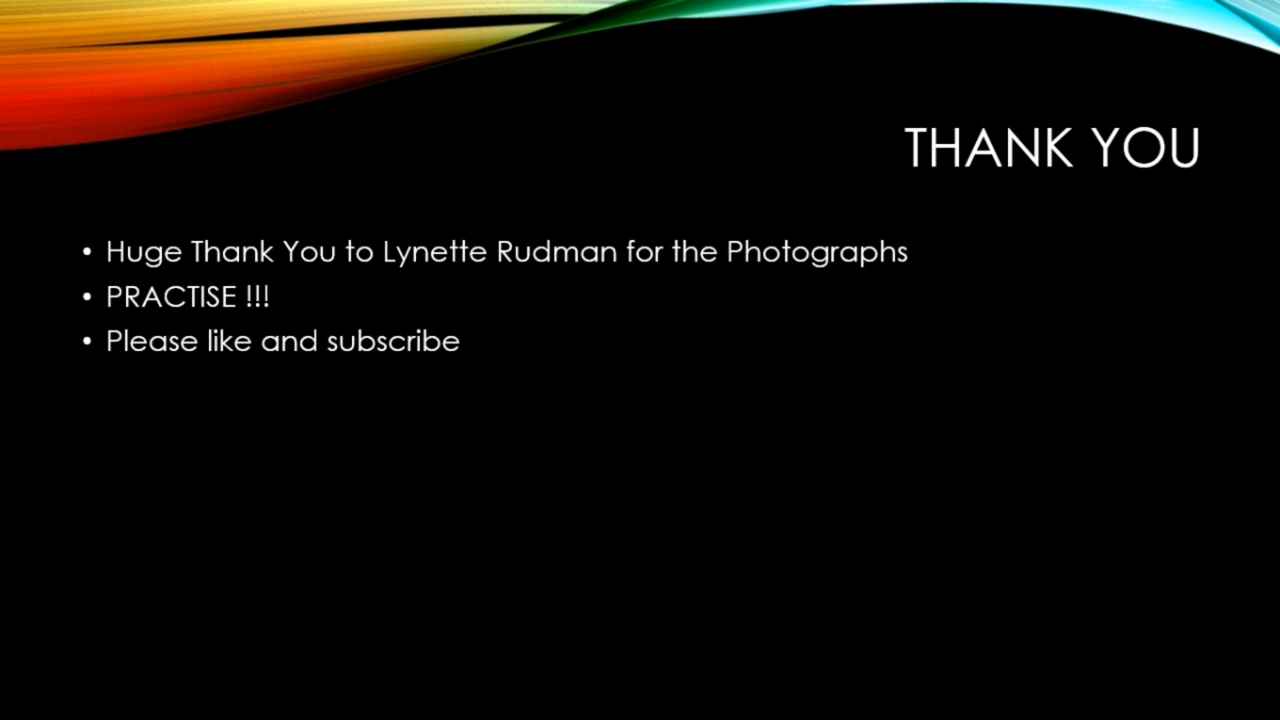 THANK YOU
• Huge Thank You to Lynette Rudman for the Photographs
• PRACTISE !!!
• Please like and subscribe